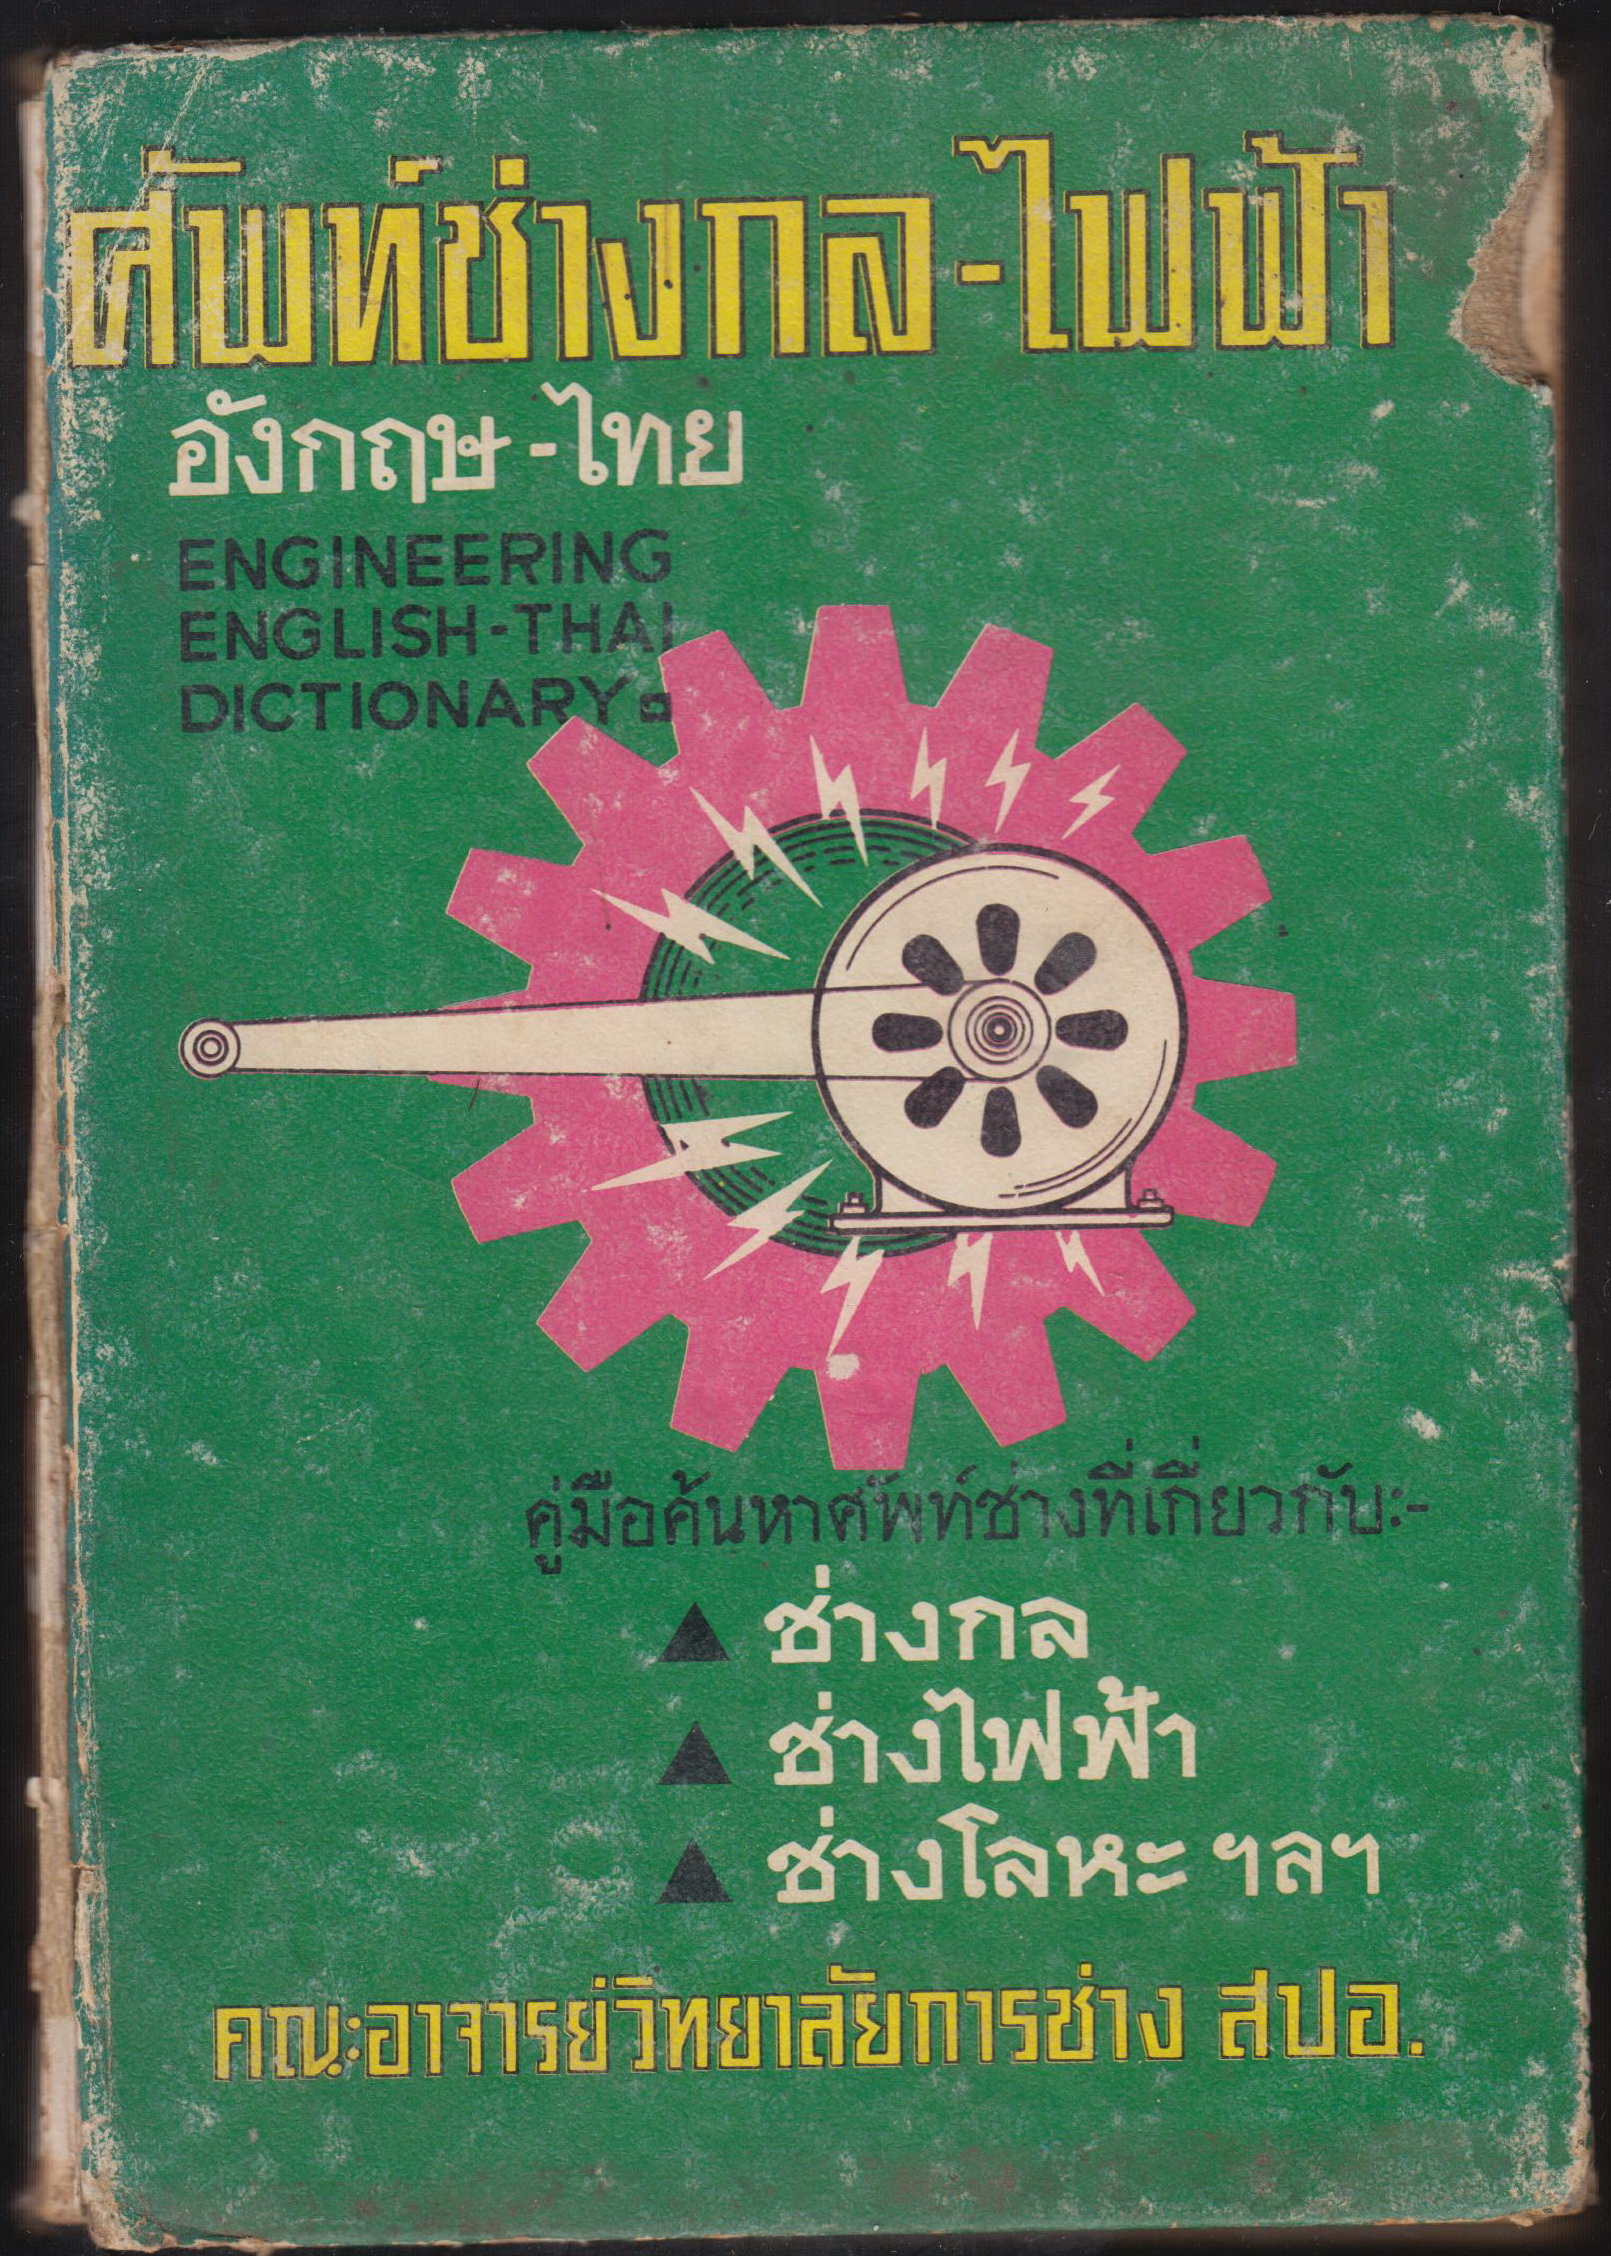 ศัพท์ช่างกล-ไฟฟ้า
อังกฤษ-ไทย
ENGINEERING
ENGLISH-THAI
DICTIONARY
คู่มือค้นหาศัพท์ช่างที่เกี่ยวกับ:-
▲ ช่างกล
▲ ช่างไฟฟ้า
▲ ช่างโลหะ ฯลฯ
คณะอาจารย์วิทยาลัยการช่าง สปอ.